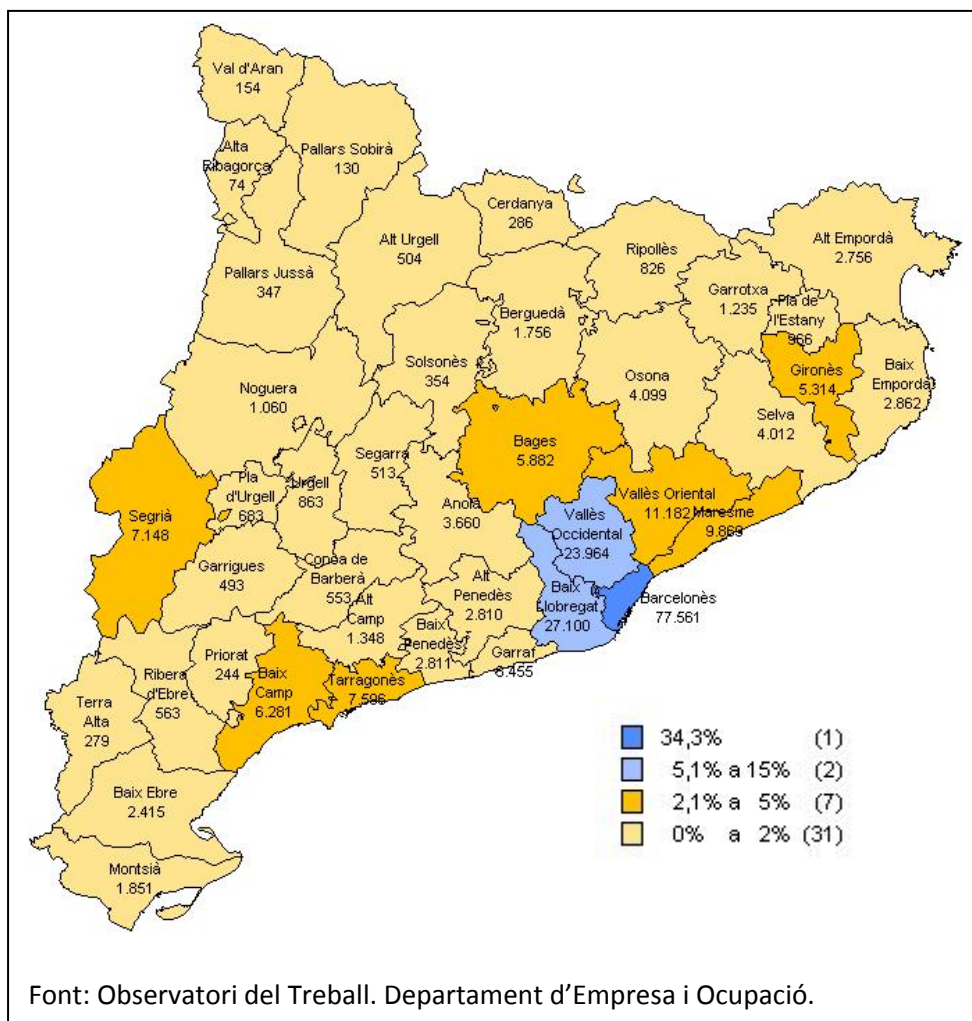 Val d'Aran
154
Alta
Ribagorça
74
Pallars Sobirà
130
Cerdanya
286
Alt Urgell
504
Ripollès
826
Alt Empordà
2.756
Pallars Jussà
347
Garrotxa
1.235
Pla de
l'Estany
966
Berguedà
1.756
Solsonès
354
Gironès
5.314
Baix
Empordà
2.862
Osona
4.099
Noguera
1.060
Selva
4.012
Bages
5.882
Segarra
513
Pla
d'Urgell
683
Urgell
863
Vallès Oriental
11.182
Maresme
9.869
Segrià
7.148
Anoia
3.660
Vallès
Occidental
23.964
Garrigues
493
Conca de
Barberà
553
Alt
Penedès
2.810
Baix
Llobregat
27.100
Barcelonès
77.561
Alt
Camp
1.348
Baix
Penedès
2.811
Garraf
Priorat
244
Ribera
d'Ebre
563
Baix
Camp
6.281
Tarragonès
7.596
Terra
Alta
279
Baix Ebre
2.415
Montsià
1.851
34,3% (1)
5,1% a 15% (2)
2,1% a 5% (7)
0% a 2% (31)
Font: Observatori del Treball. Departament d'Empresa i Ocupació.